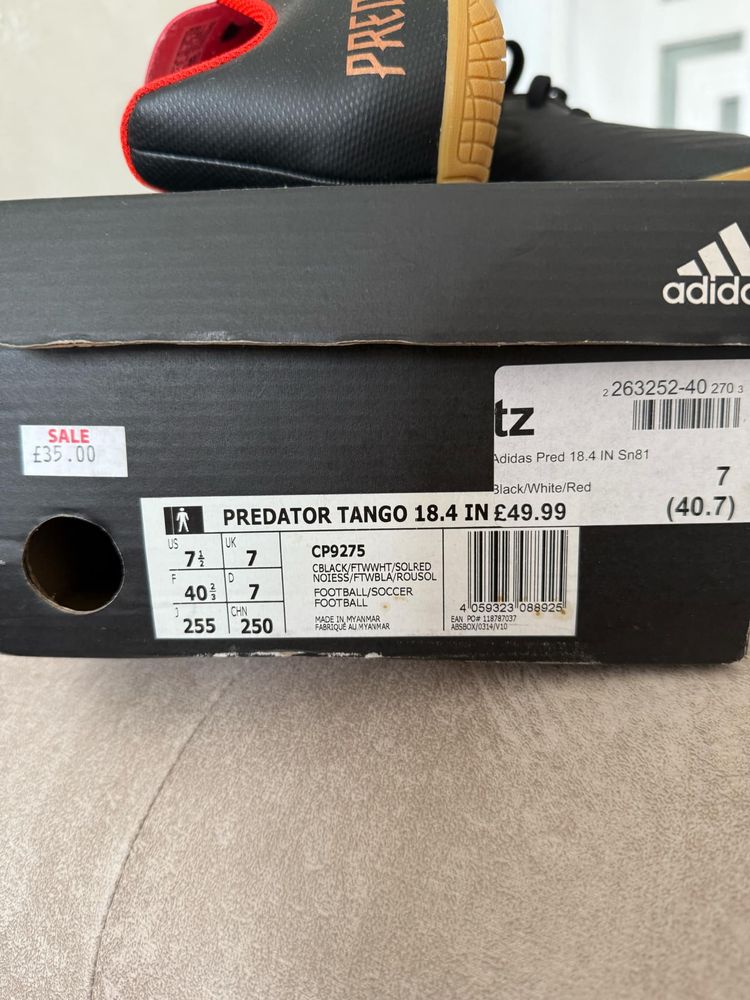 PRED
adida
2 263252-40 270 3
tz
Adidas Pred 18.4 IN Sn81
7
Black/White/Red
(40.7)
SALE
£35.00
PREDATOR TANGO 18.4 IN £49.99
US 7½ UK 7
F 40⅔ D 7
J 255 CHN 250
CP9275
CBLACK/FTWWHT/SOLRED
NOIESS/FTWBLA/ROUSOL
FOOTBALL/SOCCER
FOOTBALL
MADE IN MYANMAR
FABRIQUÉ AU MYANMAR
4 059323 088925
EAN PO# 118787037
ABSBOX/0314/V10